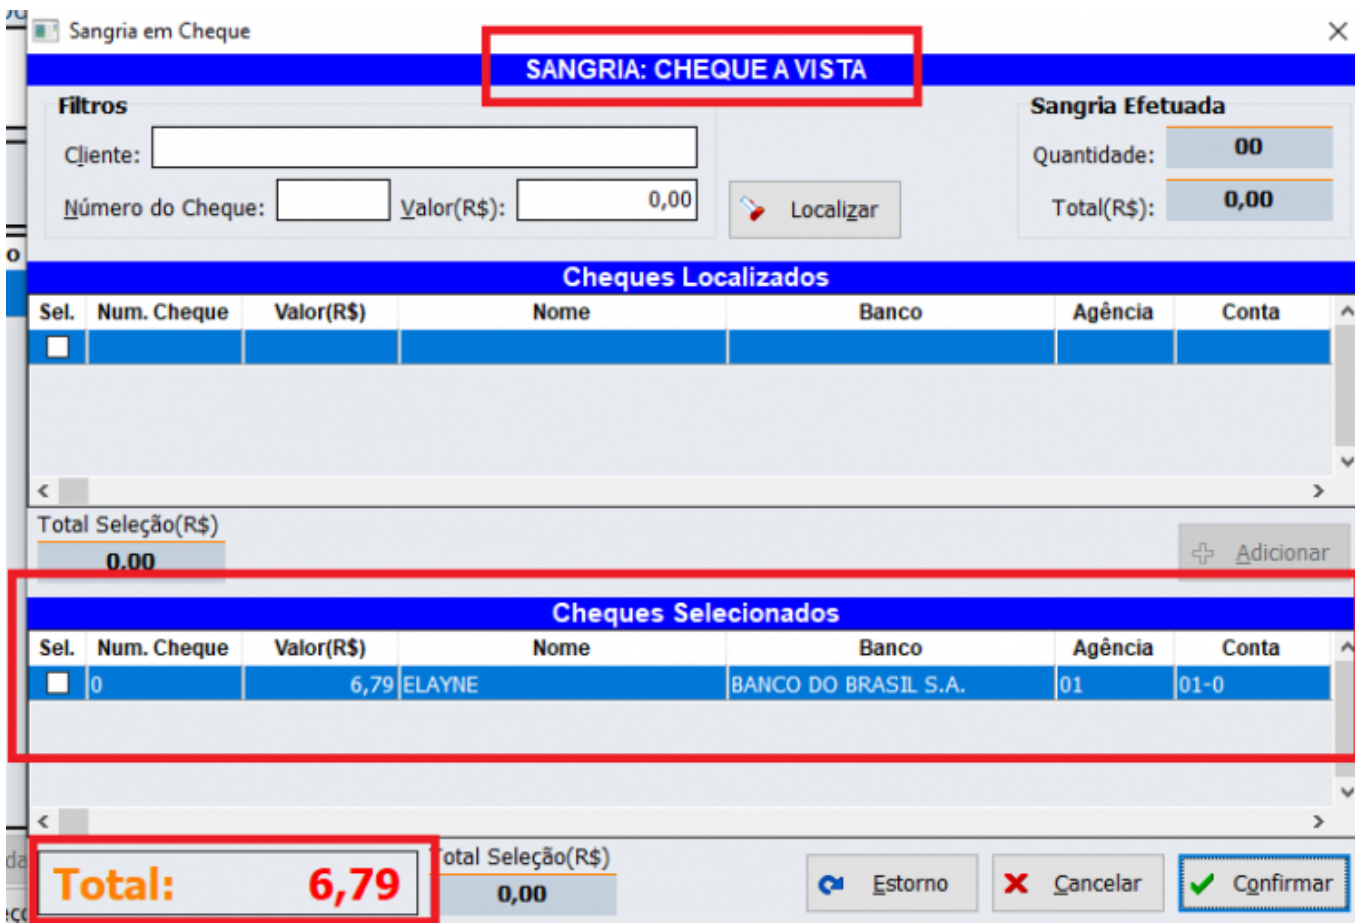 Sangria em Cheque
SANGRIA: CHEQUE A VISTA
Filtros
Cliente:
Número do Cheque: Valor(R$): 0,00
Localizar
Sangria Efetuada
Quantidade: 00
Total(R$): 0,00
Cheques Localizados
Sel. Num. Cheque Valor(R$) Nome Banco Agência Conta
Total Seleção(R$)
0,00
Adicionar
Cheques Selecionados
Sel. Num. Cheque Valor(R$) Nome Banco Agência Conta
0 6,79 ELAYNE BANCO DO BRASIL S.A. 01 01-0
Total: 6,79
Total Seleção(R$)
0,00
Estorno Cancelar Confirmar